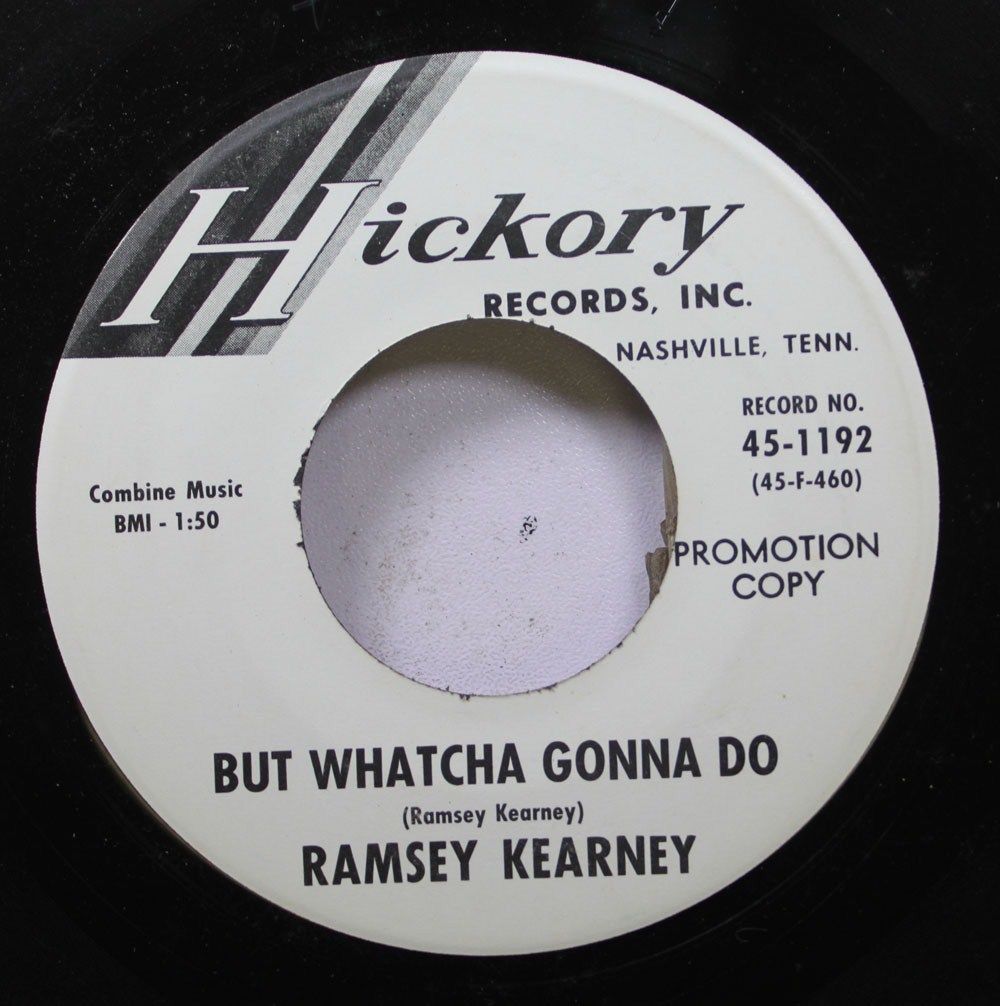 Hickory
RECORDS, INC.
NASHVILLE, TENN.
RECORD NO.
45-1192
(45-F-460)
Combine Music
BMI - 1:50
PROMOTION
COPY
BUT WHATCHA GONNA DO
(Ramsey Kearney)
RAMSEY KEARNEY